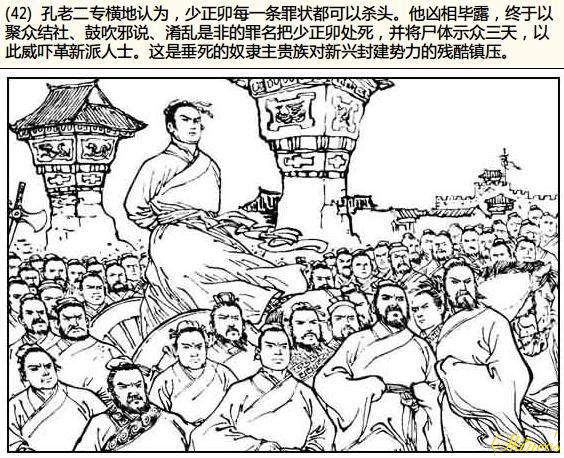 (42) 孔老二专横地认为，少正卯每一条罪状都可以杀头。他凶相毕露，终于以
聚众结社、鼓吹邪说、淆乱是非的罪名把少正卯处死，并将尸体示众三天，以
此威吓革新派人士。这是垂死的奴隶主贵族对新兴封建势力的残酷镇压。